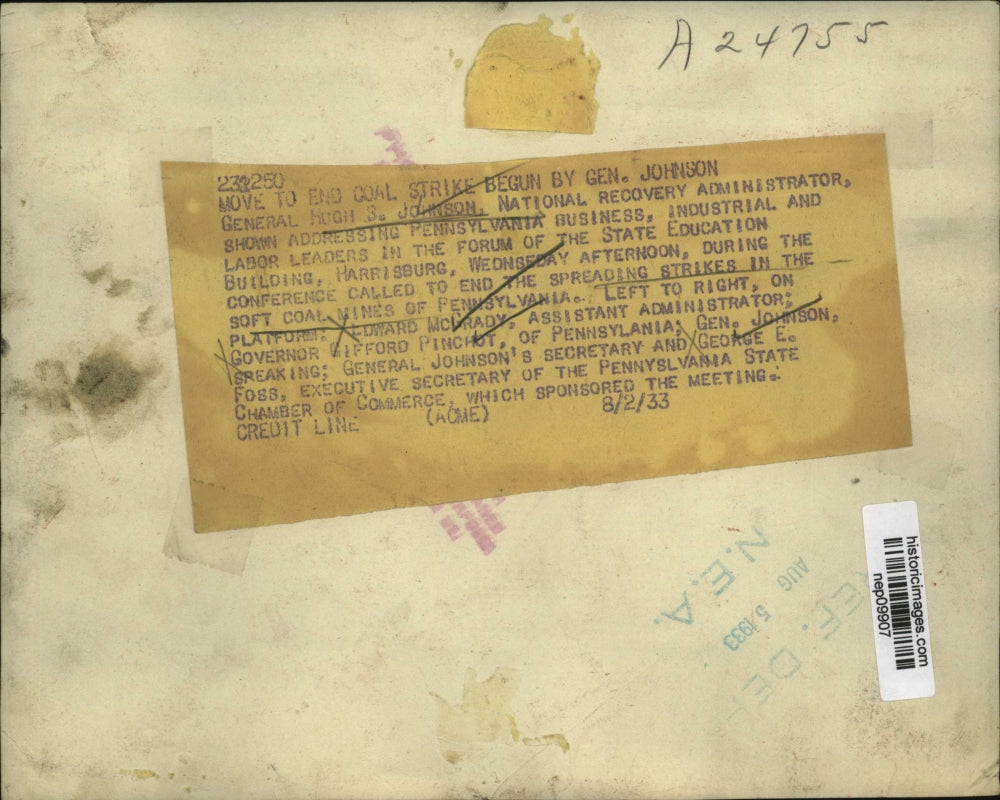 A 24755
MOVE TO END COAL STRIKE BEGUN BY GEN. JOHNSON
GENERAL HUGH S. JOHNSON, NATIONAL RECOVERY ADMINISTRATOR,
SHOWN ADDRESSING PENNSYLVANIA BUSINESS, INDUSTRIAL AND
LABOR LEADERS IN THE FORUM OF THE STATE EDUCATION
BUILDING, HARRISBURG, WEDNSEDAY AFTERNOON, DURING THE
CONFERENCE CALLED TO END THE SPREADING STRIKES IN THE
SOFT COAL MINES OF PENNSYLVANIA. LEFT TO RIGHT, ON
PLATFORM: EDWARD MCGRADY, ASSISTANT ADMINISTRATOR;
GOVERNOR GIFFORD PINCHOT, OF PENNSYLANIA; GEN. JOHNSON,
SPEAKING; GENERAL JOHNSON'S SECRETARY AND GEORGE E.
FOSS, EXECUTIVE SECRETARY OF THE PENNYSLVANIA STATE
CHAMBER OF COMMERCE, WHICH SPONSORED THE MEETING.
CREDIT LINE (ACME) 8/2/33
N.E.A.
AUG 5 1933
REF. DE
historicimages.com
nep09907